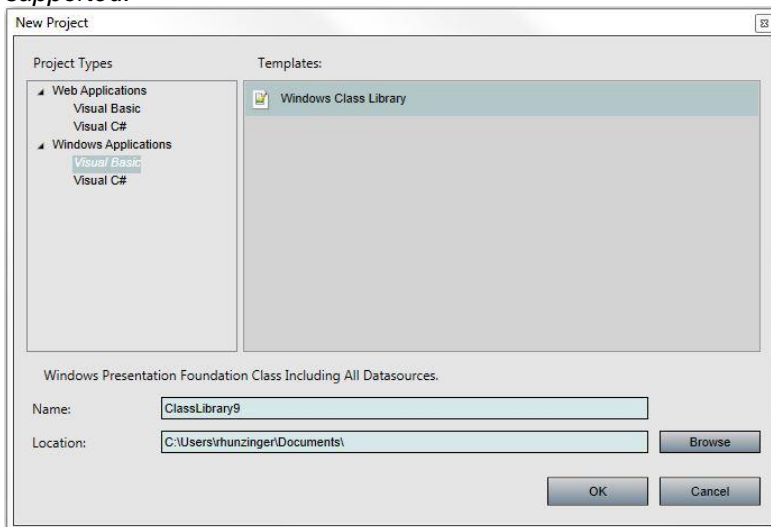 supported.
New Project
Project Types
Templates:
Web Applications
Visual Basic
Visual C#
Windows Applications
Visual Basic
Visual C#
Windows Class Library
Windows Presentation Foundation Class Including All Datasources.
Name:
ClassLibrary9
Location:
C:\Users\rhunzinger\Documents\
Browse
OK
Cancel